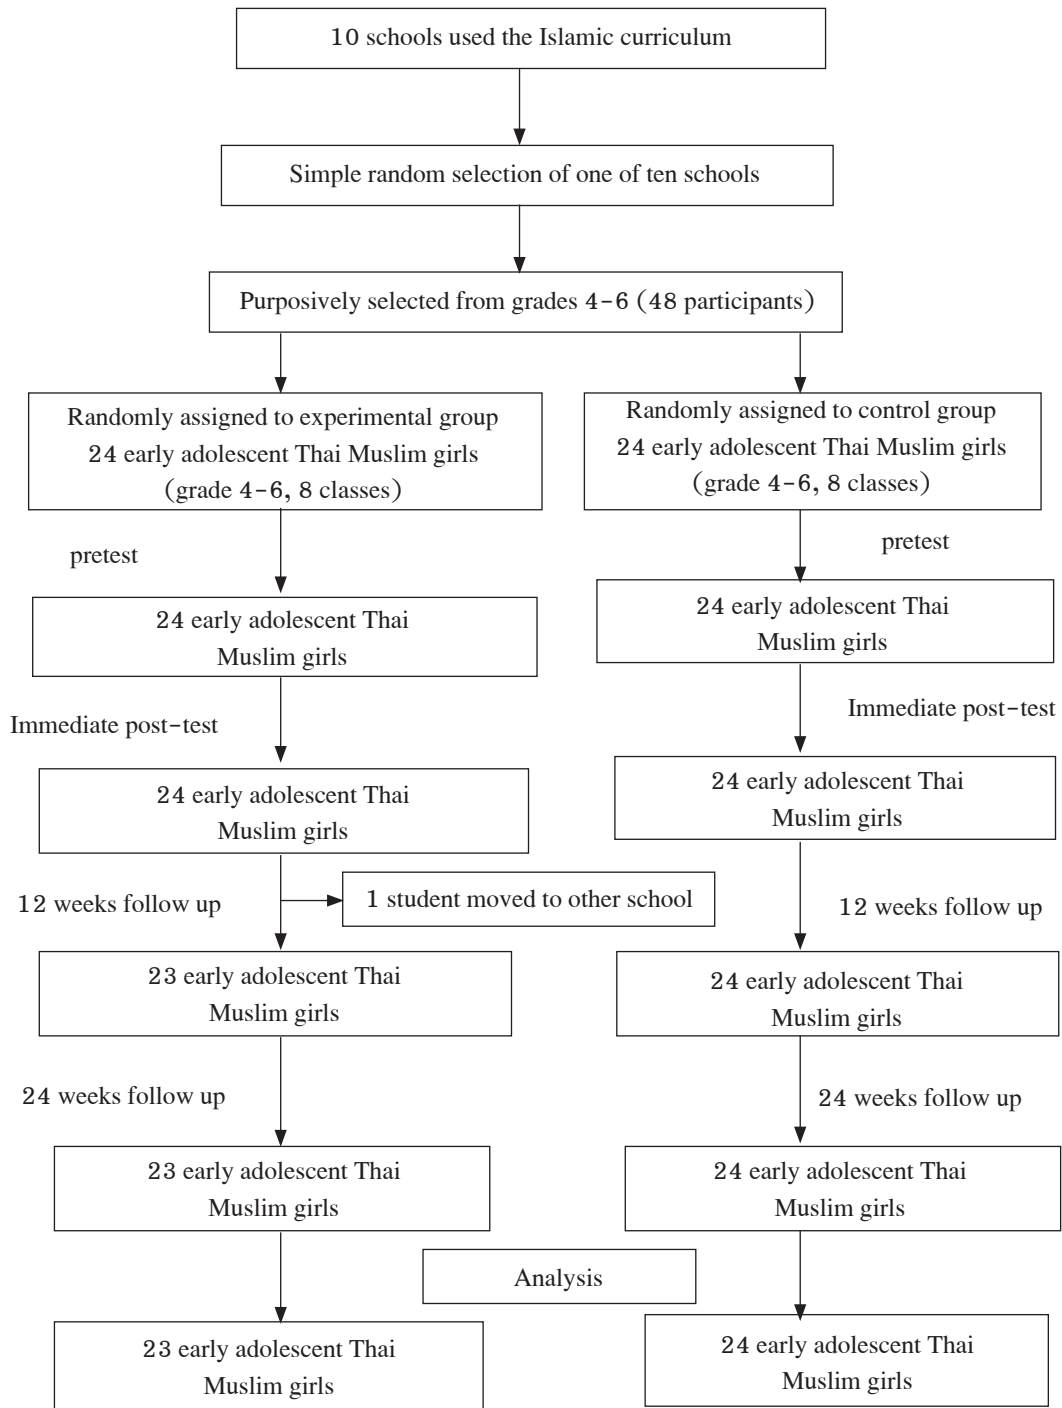 10 schools used the Islamic curriculum
Simple random selection of one of ten schools
Purposively selected from grades 4-6 (48 participants)
Randomly assigned to experimental group
24 early adolescent Thai Muslim girls
(grade 4-6, 8 classes)
Randomly assigned to control group
24 early adolescent Thai Muslim girls
(grade 4-6, 8 classes)
pretest
pretest
24 early adolescent Thai
Muslim girls
24 early adolescent Thai
Muslim girls
Immediate post-test
Immediate post-test
24 early adolescent Thai
Muslim girls
24 early adolescent Thai
Muslim girls
12 weeks follow up
1 student moved to other school
12 weeks follow up
23 early adolescent Thai
Muslim girls
24 early adolescent Thai
Muslim girls
24 weeks follow up
24 weeks follow up
23 early adolescent Thai
Muslim girls
24 early adolescent Thai
Muslim girls
Analysis
23 early adolescent Thai
Muslim girls
24 early adolescent Thai
Muslim girls